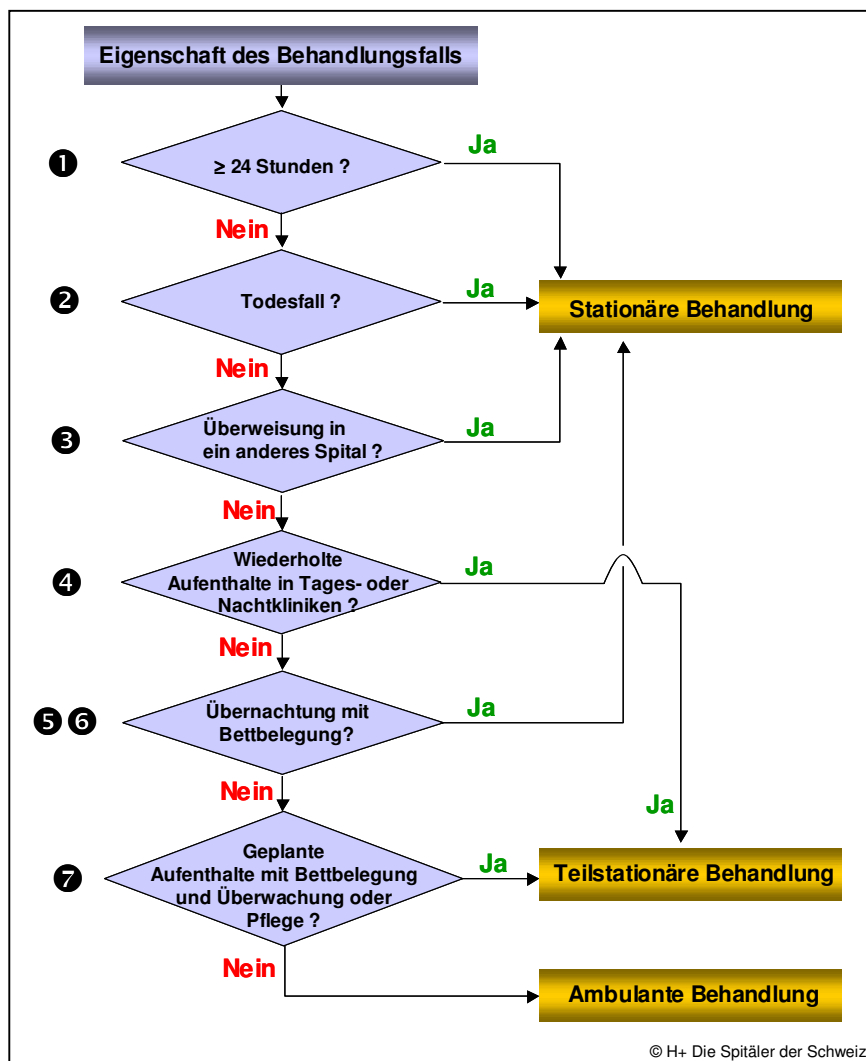 Eigenschaft des Behandlungsfalls
❶
≥ 24 Stunden ?
Ja
Nein
❷
Todesfall ?
Ja
Stationäre Behandlung
Nein
❸
Überweisung in
ein anderes Spital ?
Ja
Nein
❹
Wiederholte
Aufenthalte in Tages- oder
Nachtkliniken ?
Ja
Nein
❺ ❻
Übernachtung mit
Bettbelegung?
Ja
Nein
Ja
❼
Geplante
Aufenthalte mit Bettbelegung
und Überwachung oder
Pflege ?
Ja
Teilstationäre Behandlung
Nein
Ambulante Behandlung
© H+ Die Spitäler der Schweiz